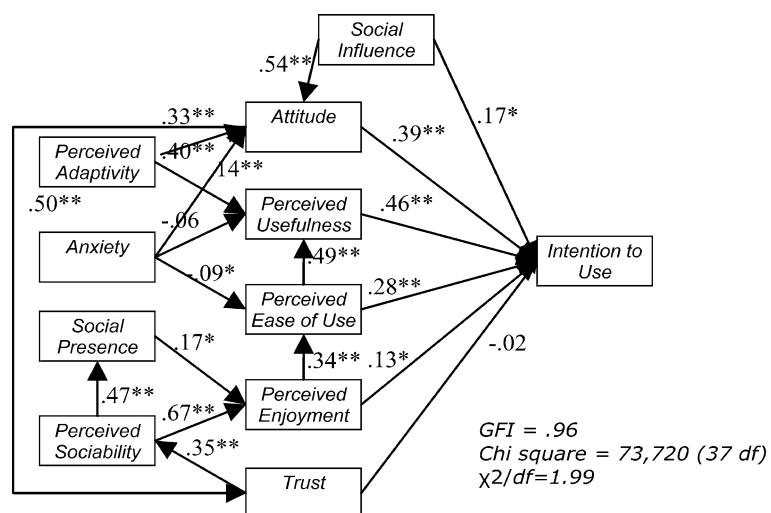 Social
Influence
.54**
.17*
.33**
Attitude
.39**
Perceived
Adaptivity
.40**
.14**
.50**
Perceived
Usefulness
.46**
-.06
Anxiety
Intention to
Use
.49**
-.09*
Perceived
Ease of Use
.28**
Social
Presence
.17*
.34**
.13*
-.02
Perceived
Enjoyment
.47**
.67**
Perceived
Sociability
.35**
Trust
GFI = .96
Chi square = 73,720 (37 df)
χ2/df=1.99